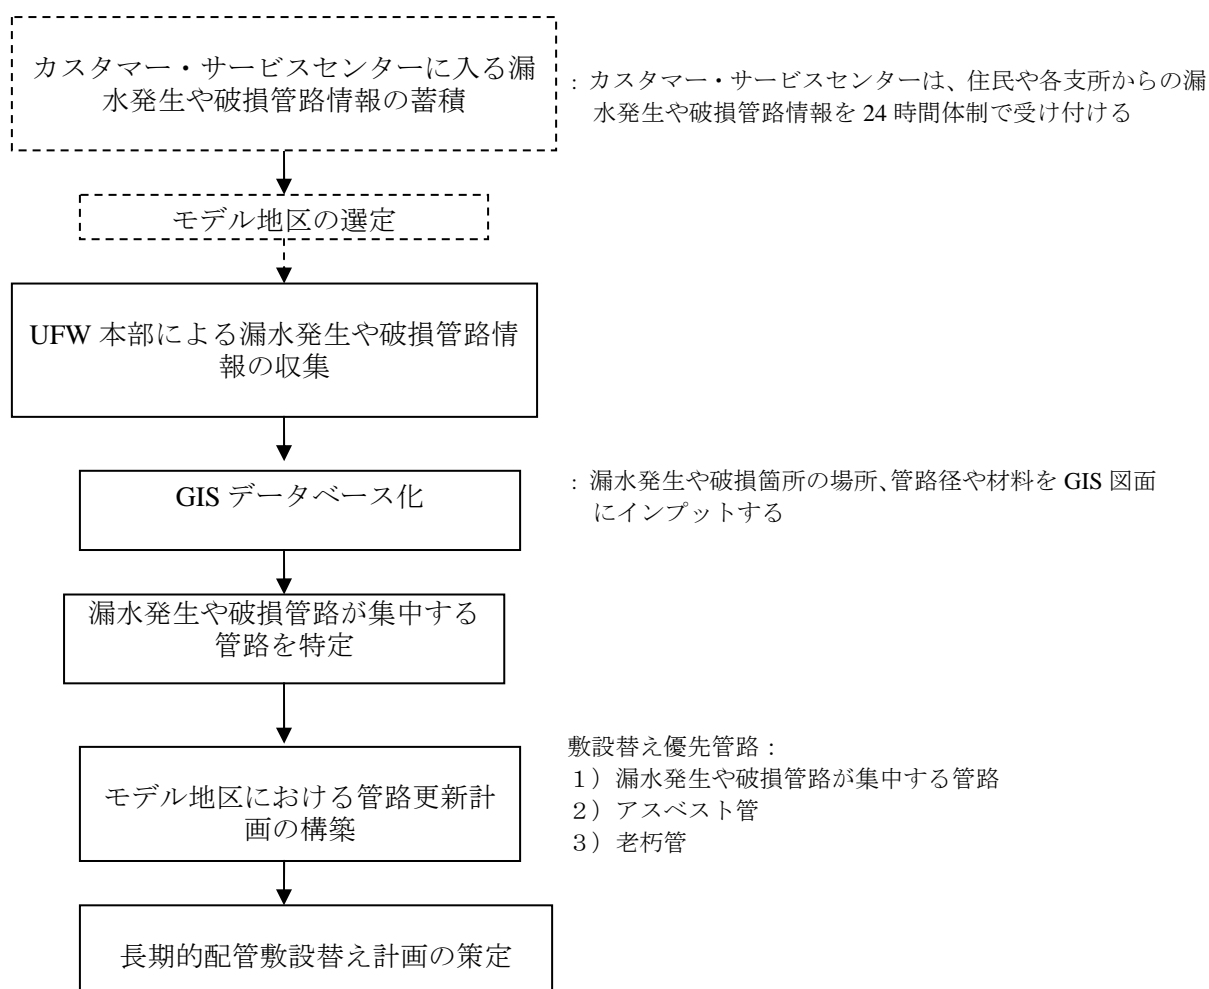 カスタマー・サービスセンターに入る漏
水発生や破損管路情報の蓄積
: カスタマー・サービスセンターは、住民や各支所からの漏
水発生や破損管路情報を 24 時間体制で受け付ける
モデル地区の選定
UFW 本部による漏水発生や破損管路情
報の収集
GIS データベース化
: 漏水発生や破損箇所の場所、管路径や材料を GIS 図面
にインプットする
漏水発生や破損管路が集中する
管路を特定
モデル地区における管路更新計
画の構築
敷設替え優先管路:
1)漏水発生や破損管路が集中する管路
2)アスベスト管
3)老朽管
長期的配管敷設替え計画の策定